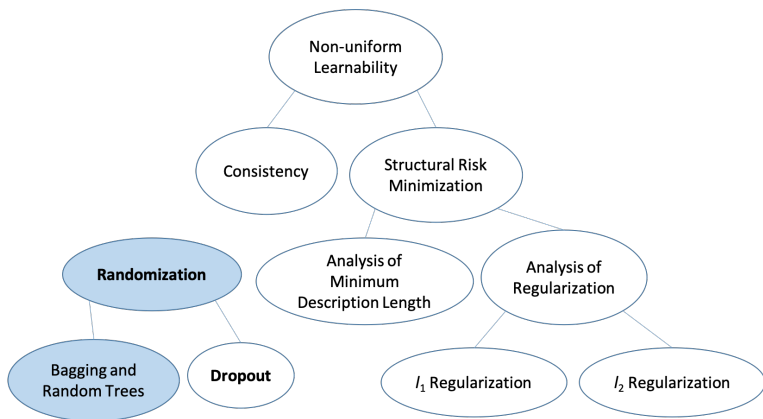 Non-uniform
Learnability
Consistency
Structural Risk
Minimization
Randomization
Analysis of
Minimum
Description Length
Analysis of
Regularization
Bagging and
Random Trees
Dropout
l₁ Regularization
l₂ Regularization